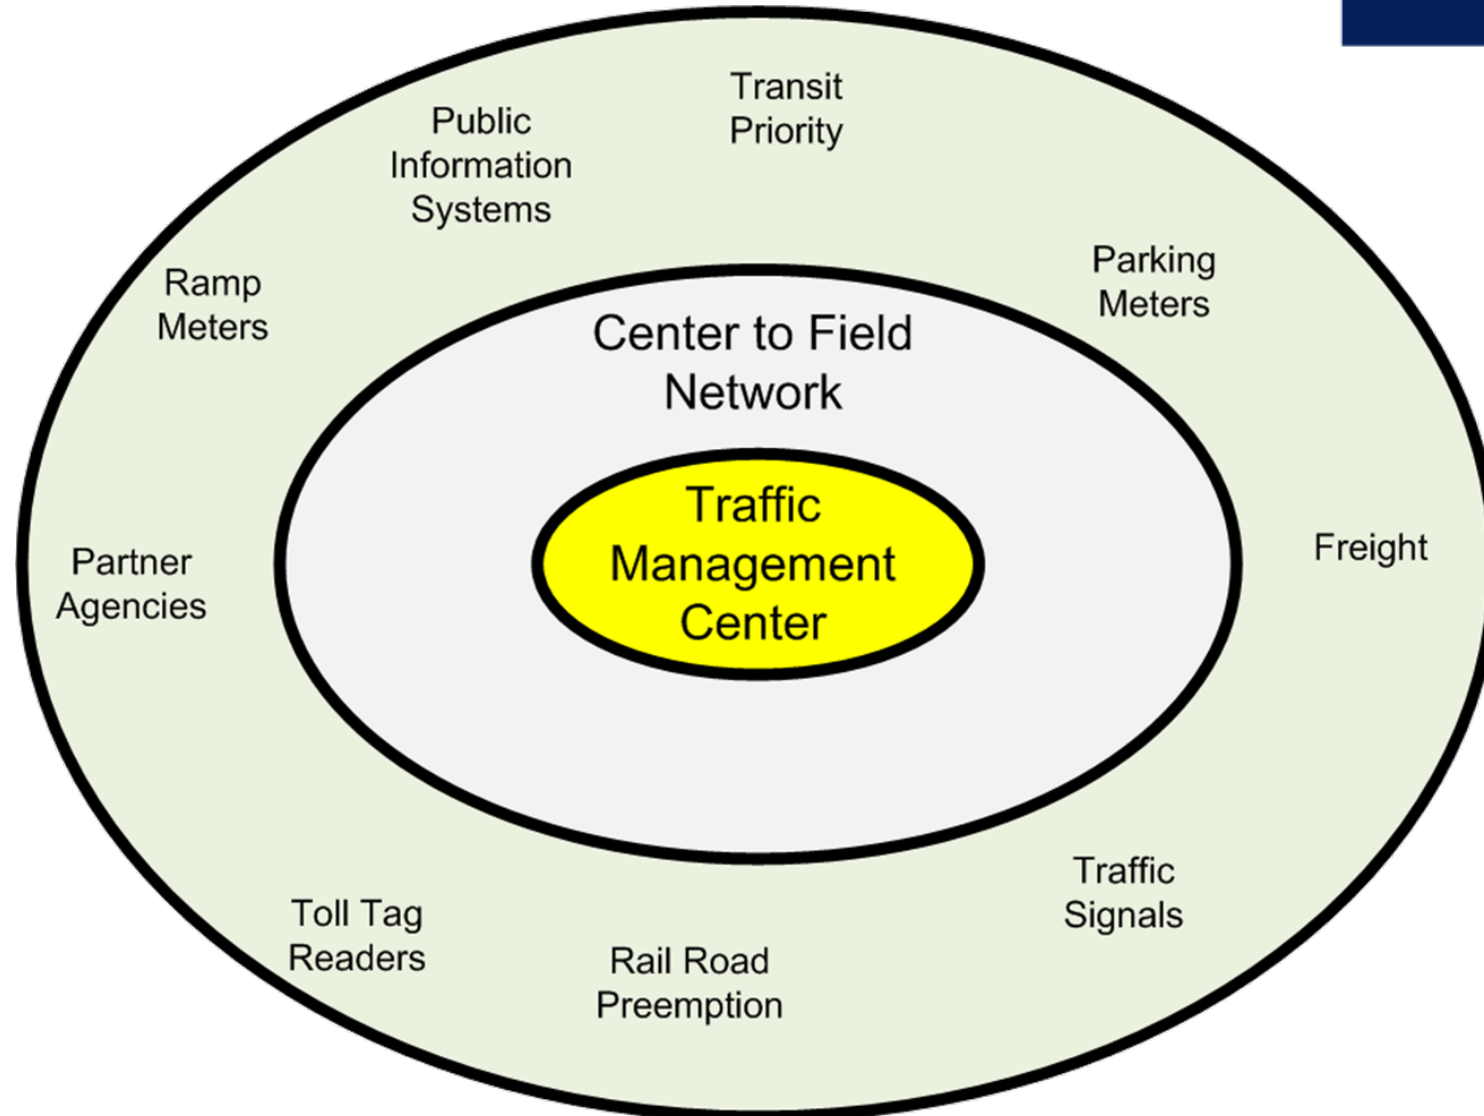 Transit
Priority
Public
Information
Systems
Parking
Meters
Ramp
Meters
Center to Field
Network
Traffic
Management
Center
Freight
Partner
Agencies
Traffic
Signals
Toll Tag
Readers
Rail Road
Preemption